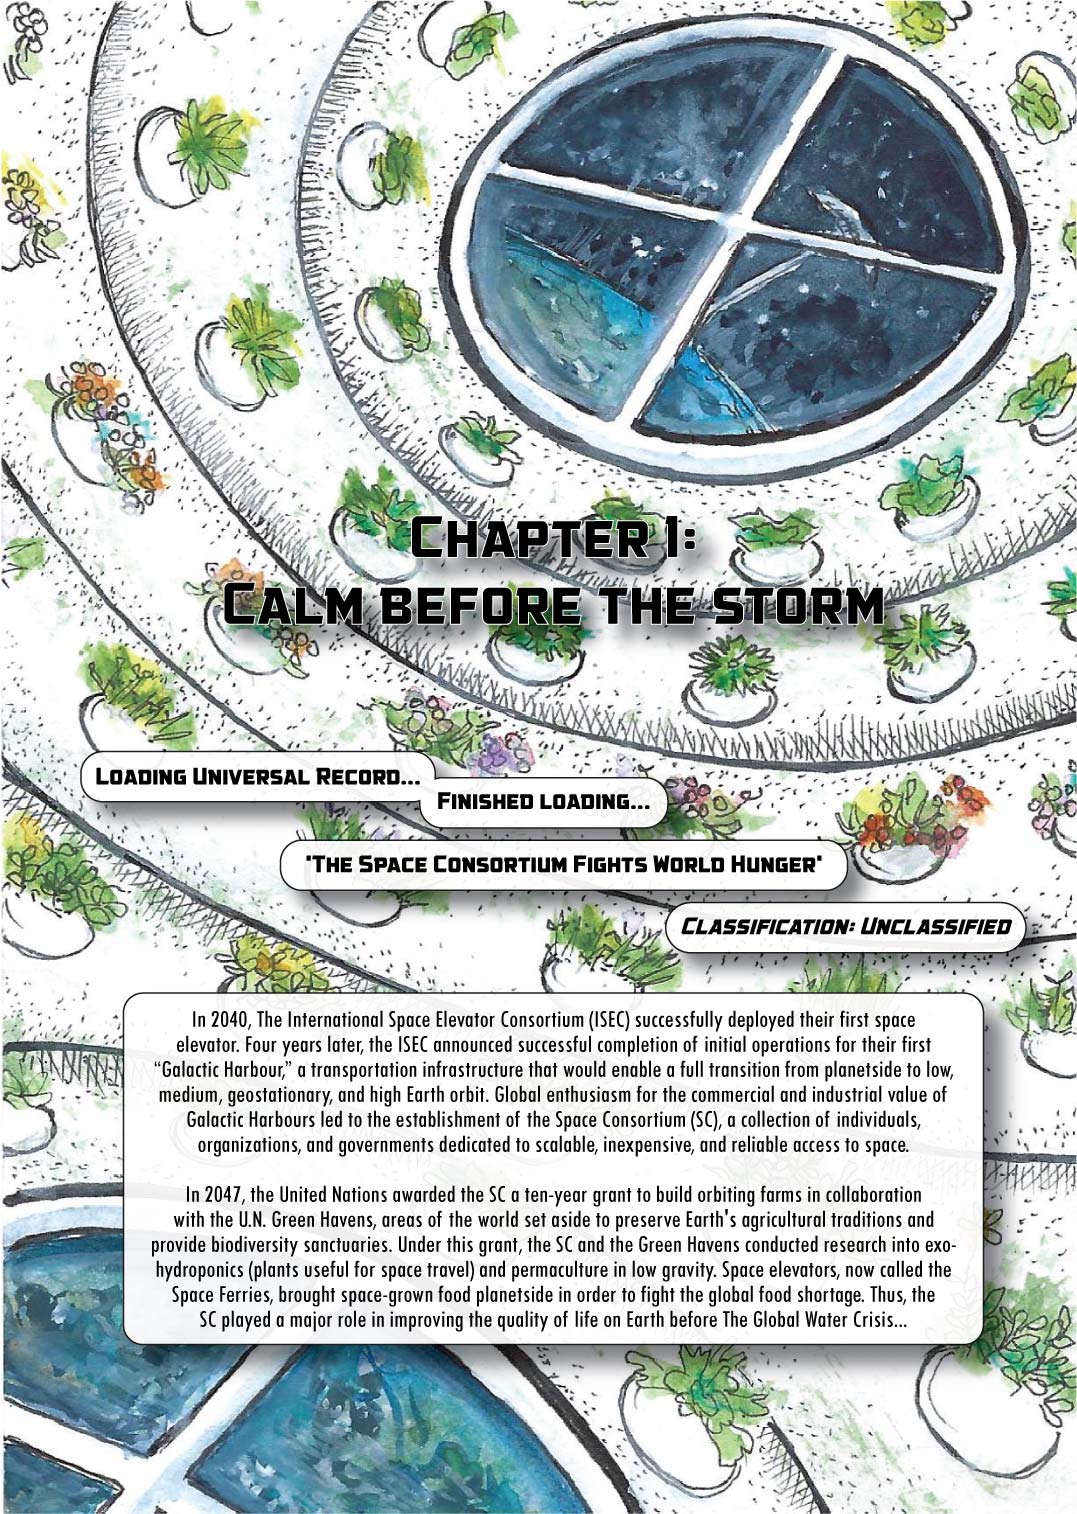 Chapter 1:
Calm before the storm
Loading Universal Record...
Finished loading...
'The Space Consortium Fights World Hunger'
Classification: Unclassified
In 2040, The International Space Elevator Consortium (ISEC) successfully deployed their first space
elevator. Four years later, the ISEC announced successful completion of initial operations for their first
“Galactic Harbour,” a transportation infrastructure that would enable a full transition from planetside to low,
medium, geostationary, and high Earth orbit. Global enthusiasm for the commercial and industrial value of
Galactic Harbours led to the establishment of the Space Consortium (SC), a collection of individuals,
organizations, and governments dedicated to scalable, inexpensive, and reliable access to space.
In 2047, the United Nations awarded the SC a ten-year grant to build orbiting farms in collaboration
with the U.N. Green Havens, areas of the world set aside to preserve Earth's agricultural traditions and
provide biodiversity sanctuaries. Under this grant, the SC and the Green Havens conducted research into exo-
hydroponics (plants useful for space travel) and permaculture in low gravity. Space elevators, now called the
Space Ferries, brought space-grown food planetside in order to fight the global food shortage. Thus, the
SC played a major role in improving the quality of life on Earth before The Global Water Crisis...